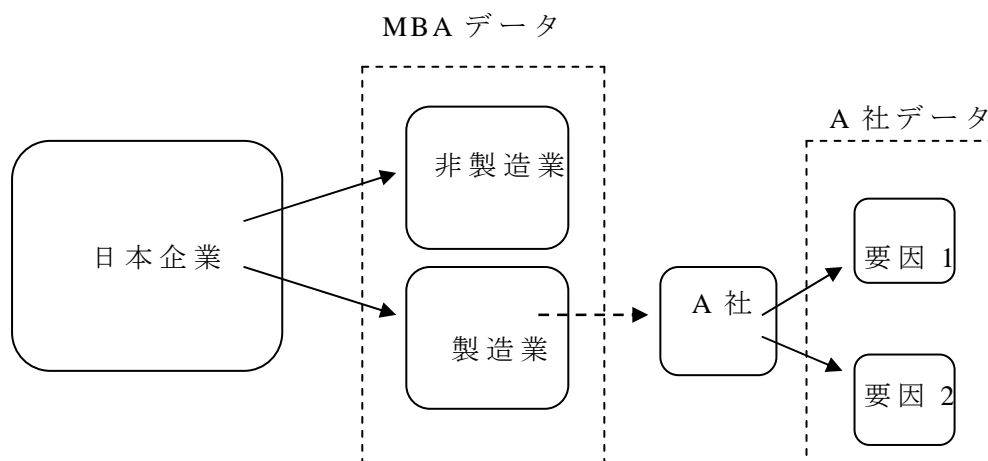 MBA データ
A 社データ
非製造業
日本企業
要因 1
A 社
製造業
要因 2